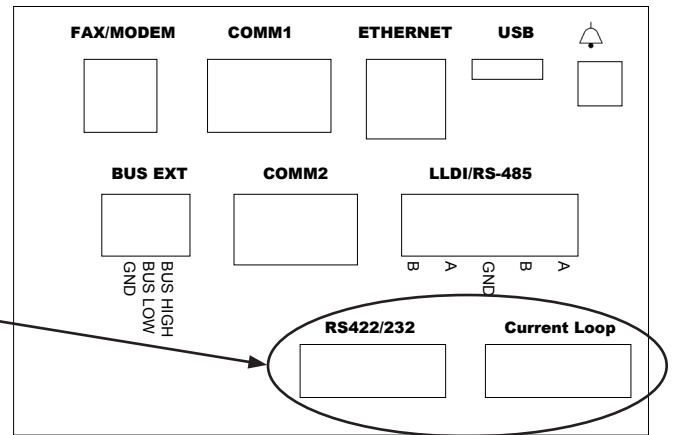 FAX/MODEM COMM1 ETHERNET USB
BUS EXT COMM2 LLDI/RS-485
GND
BUS LOW
BUS HIGH
B A GND B A
RS422/232 Current Loop